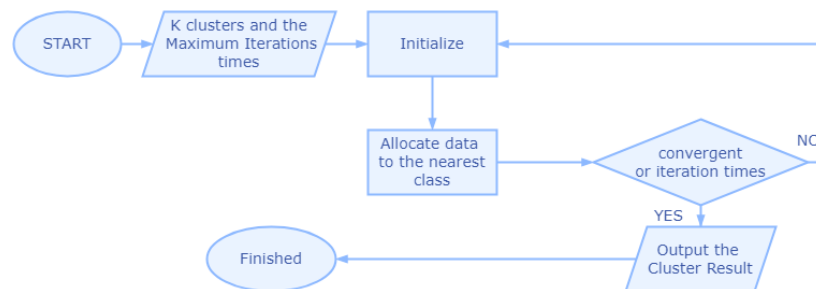 START
K clusters and the
Maximum Iterations
times
Initialize
Allocate data
to the nearest
class
convergent
or iteration times
NO
YES
Output the
Cluster Result
Finished